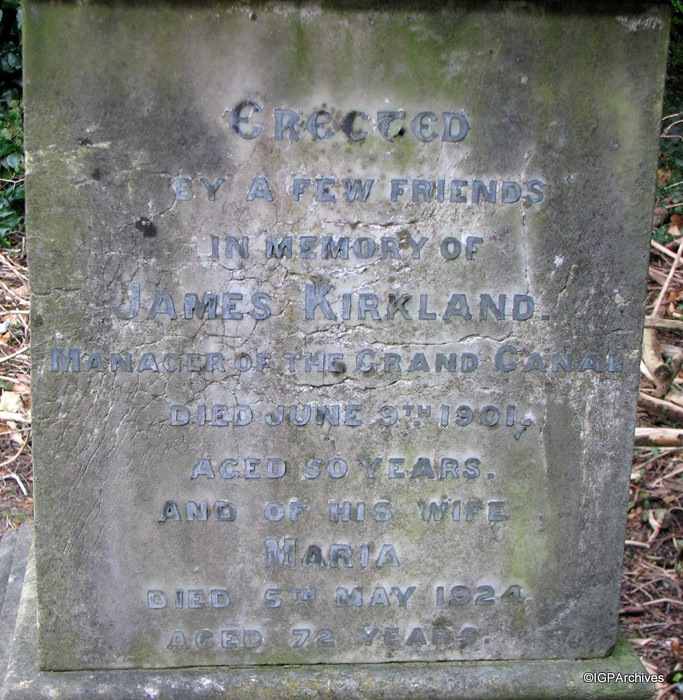 ERECTED
BY A FEW FRIENDS
IN MEMORY OF
JAMES KIRKLAND.
MANAGER OF THE GRAND CANAL
DIED JUNE 9TH 1901,
AGED 50 YEARS.
AND OF HIS WIFE
MARIA
DIED 5TH MAY 1924.
AGED 72 YEARS.
©IGPArchives